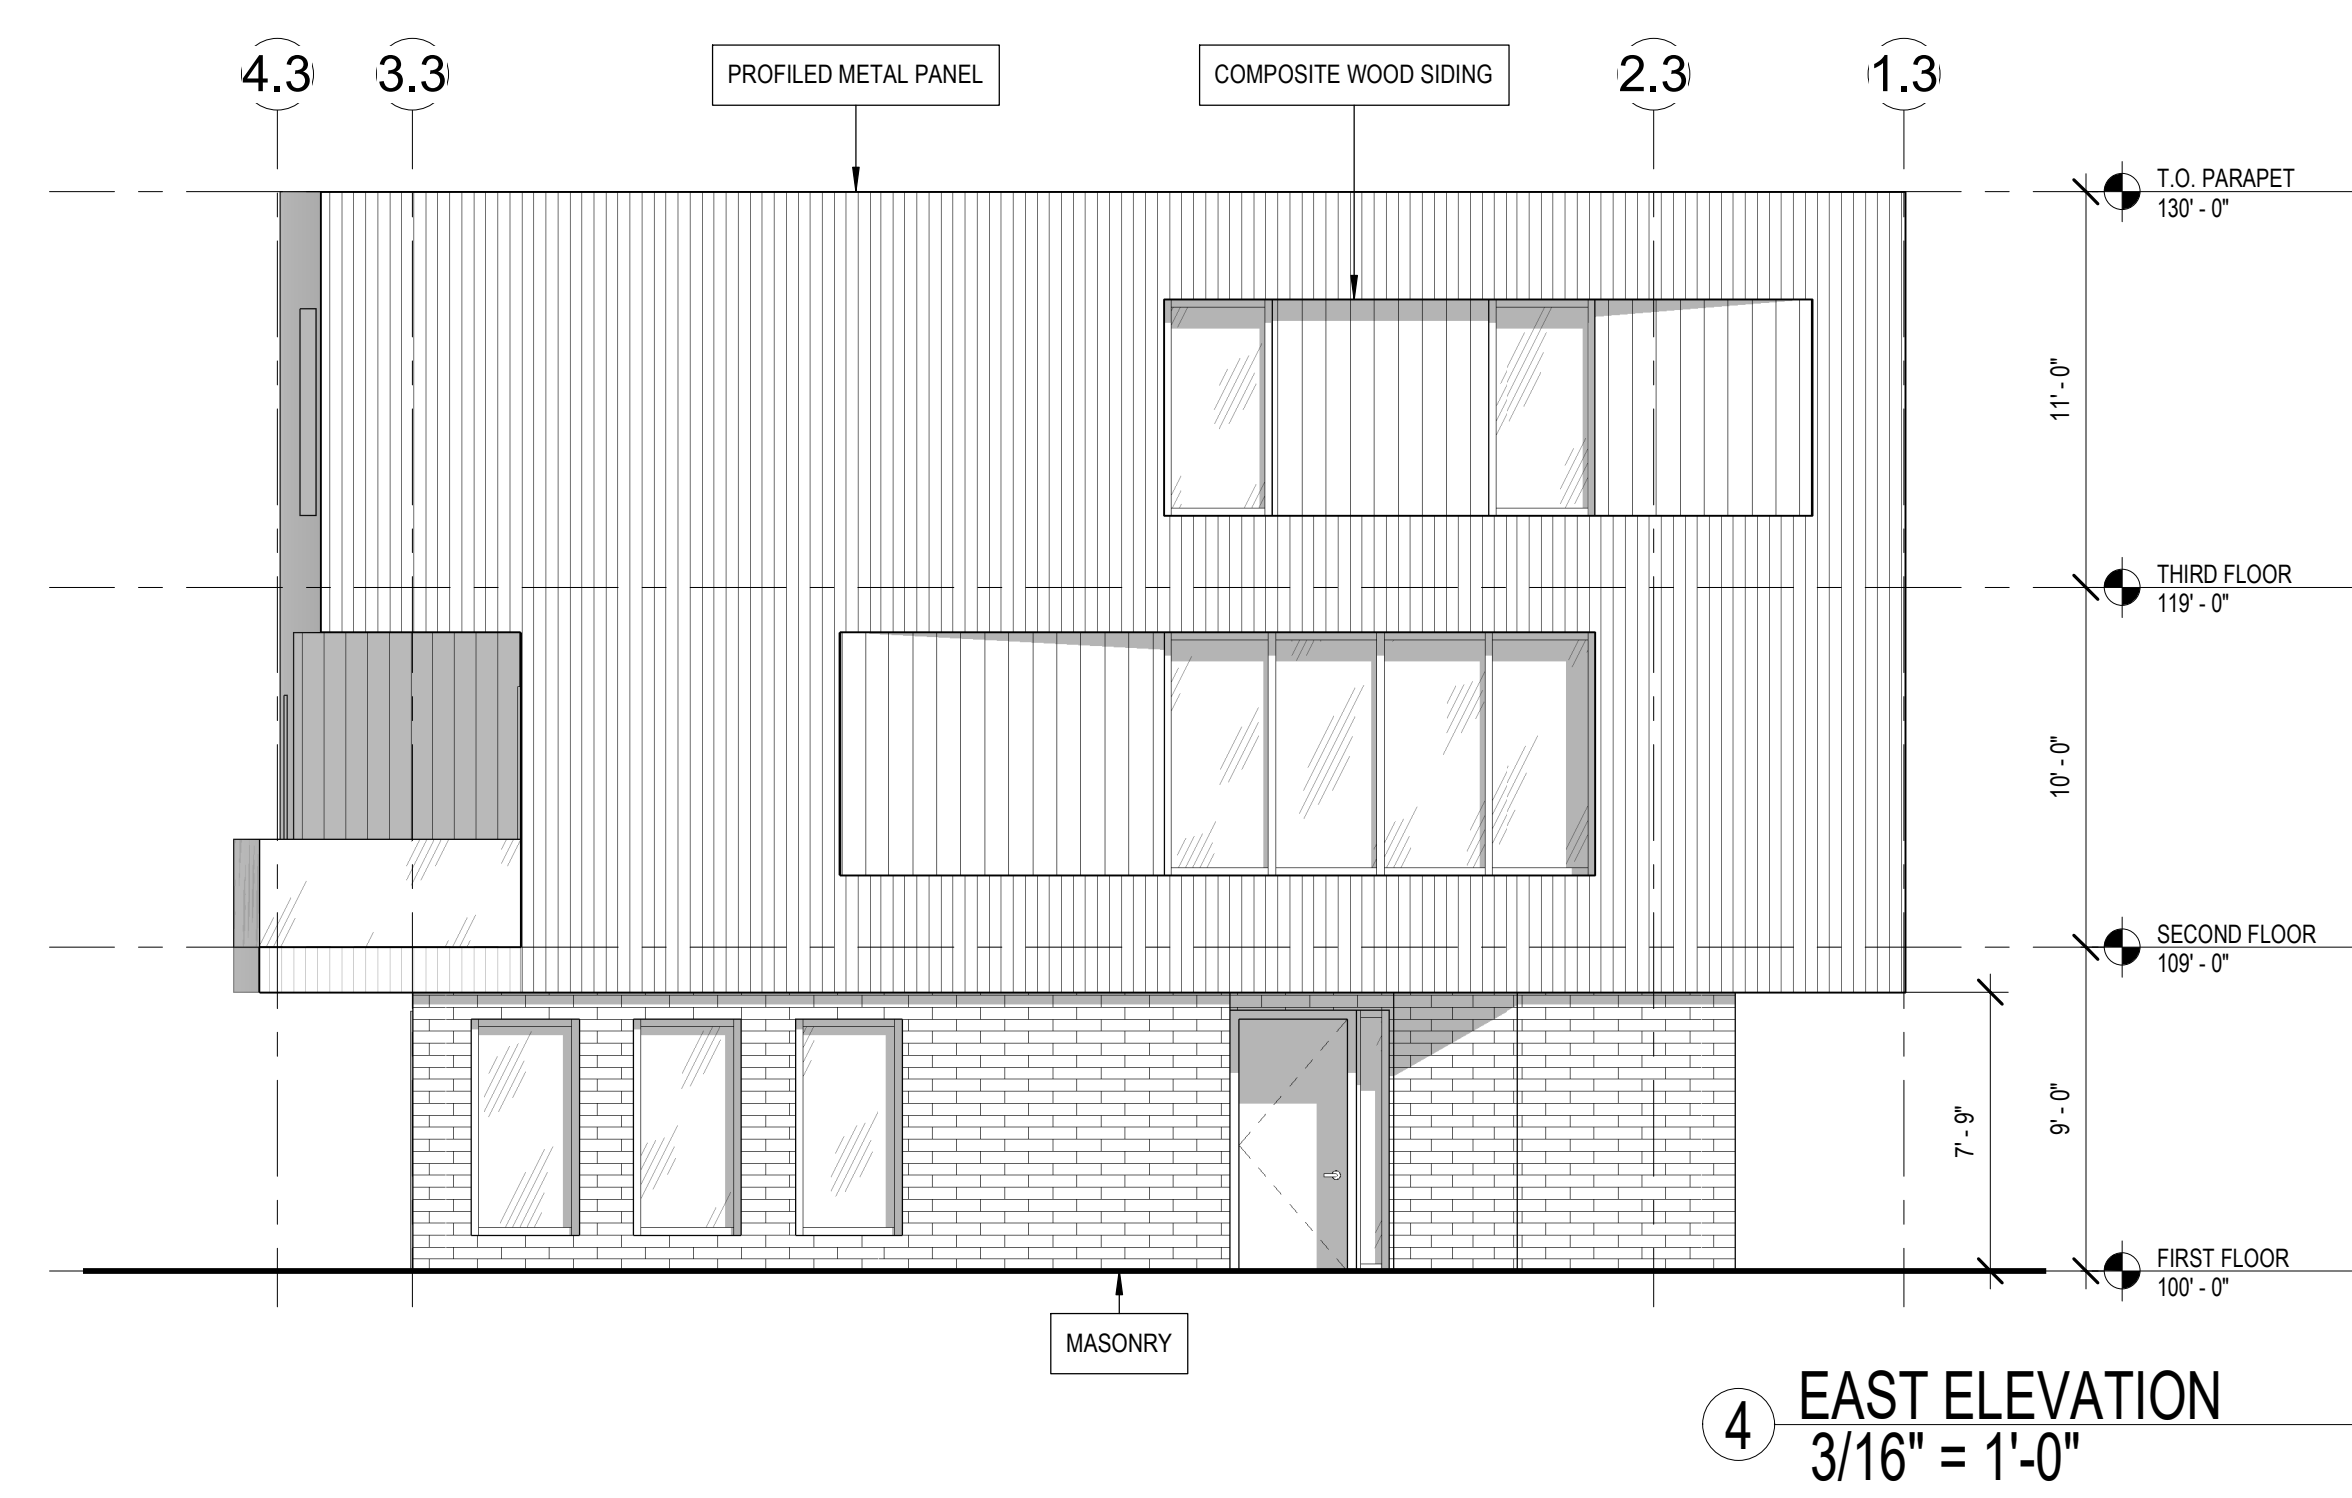 4.3
3.3
PROFILED METAL PANEL
COMPOSITE WOOD SIDING
2.3
1.3
T.O. PARAPET
130' - 0"
11' - 0"
THIRD FLOOR
119' - 0"
10' - 0"
SECOND FLOOR
109' - 0"
7' - 9"
9' - 0"
FIRST FLOOR
100' - 0"
MASONRY
4
EAST ELEVATION
3/16" = 1'-0"